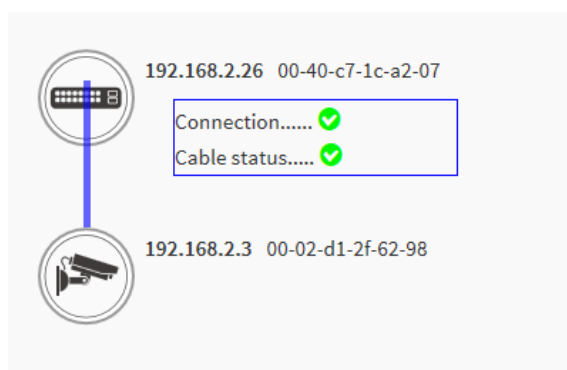 192.168.2.26 00-40-c7-1c-a2-07
Connection......
Cable status.....
192.168.2.3 00-02-d1-2f-62-98